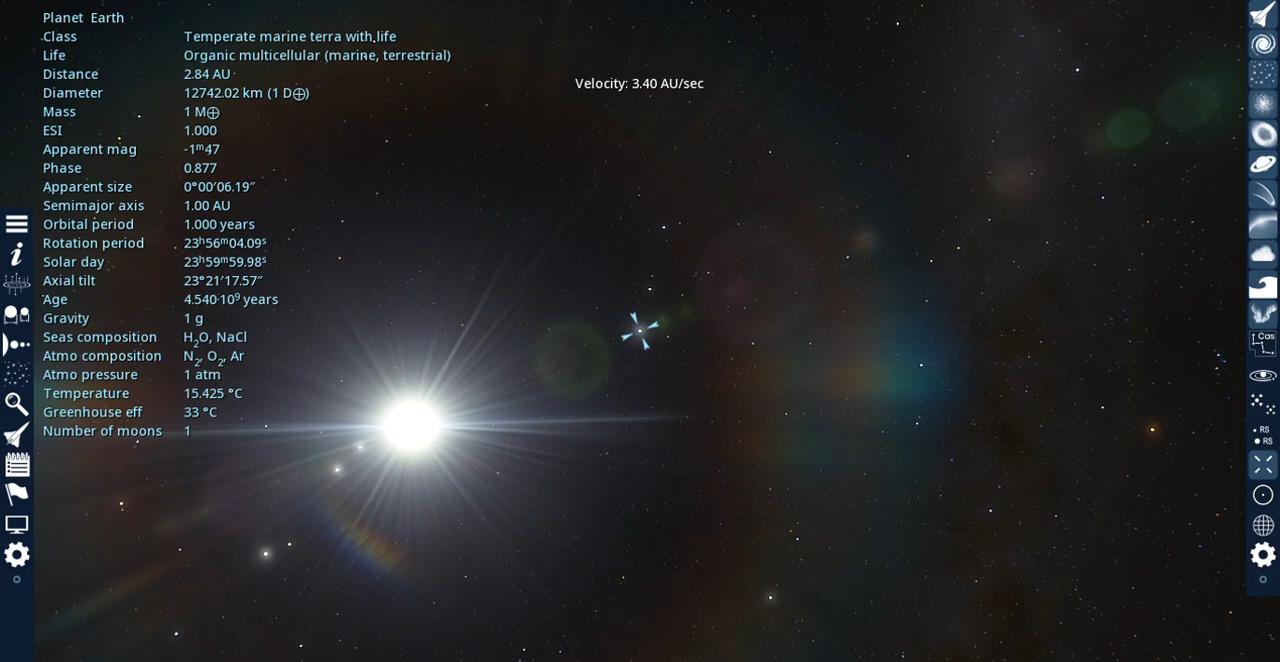 Planet Earth
Class Temperate marine terra with life
Life Organic multicellular (marine, terrestrial)
Distance 2.84 AU
Velocity: 3.40 AU/sec
Diameter 12742.02 km (1 D⊕)
Mass 1 M⊕
ESI 1.000
Apparent mag -1ᵐ47
Phase 0.877
Apparent size 0°00′06.19″
Semimajor axis 1.00 AU
Orbital period 1.000 years
Rotation period 23ʰ56ᵐ04.09ˢ
Solar day 23ʰ59ᵐ59.98ˢ
Axial tilt 23°21′17.57″
Age 4.540·10⁹ years
Gravity 1 g
Seas composition H₂O, NaCl
Atmo composition N₂, O₂, Ar
Atmo pressure 1 atm
Temperature 15.425 °C
Greenhouse eff 33 °C
Number of moons 1
Cas
RS
RS